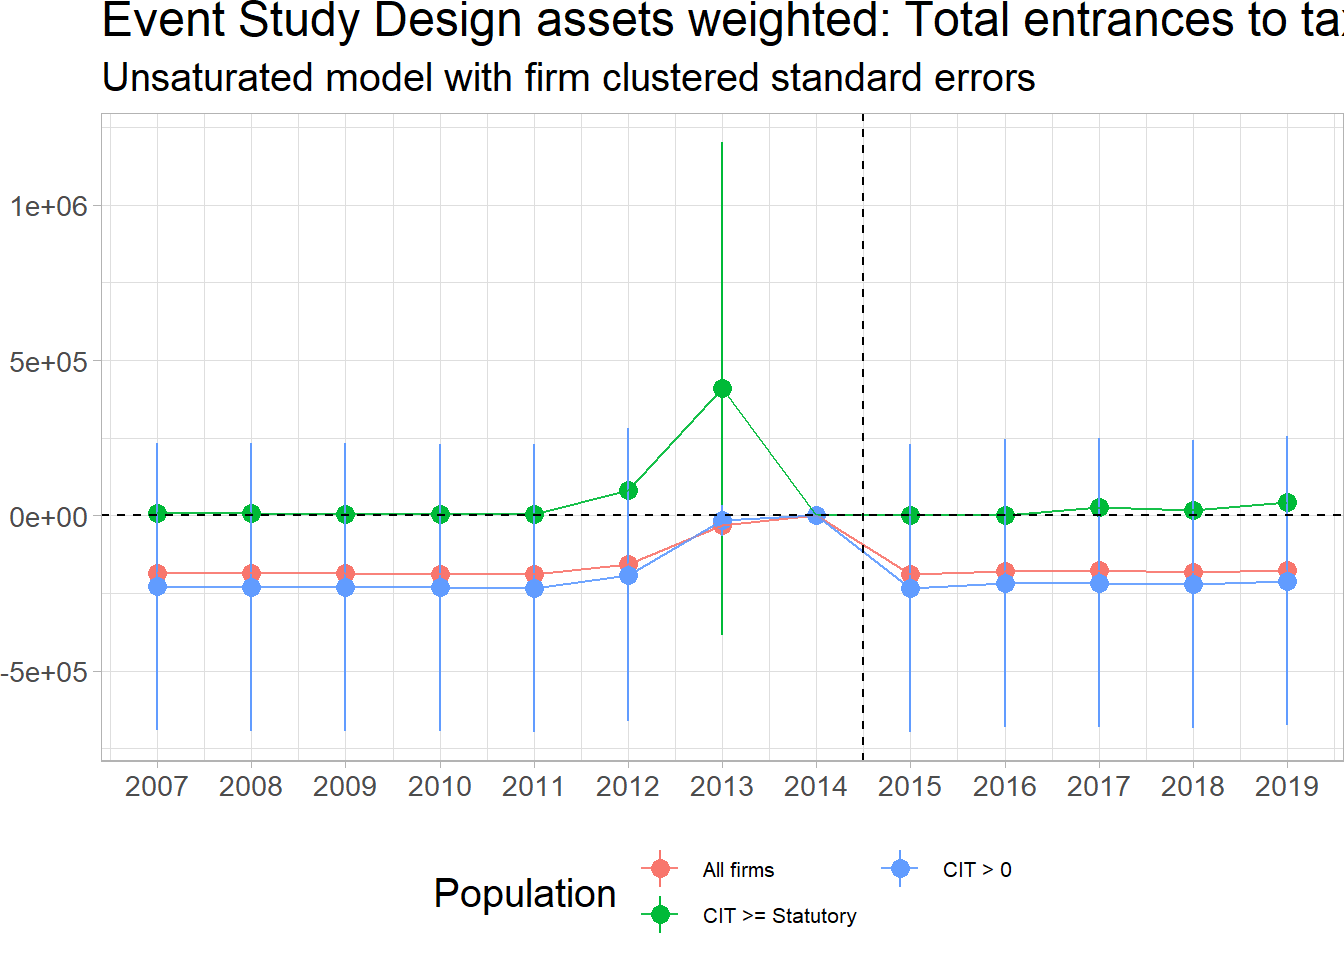 Event Study Design assets weighted: Total entrances to
Unsaturated model with firm clustered standard errors
1e+06
5e+05
0e+00
-5e+05
2007 2008 2009 2010 2011 2012 2013 2014 2015 2016 2017 2018 2019
Population
All firms
CIT > 0
CIT >= Statutory